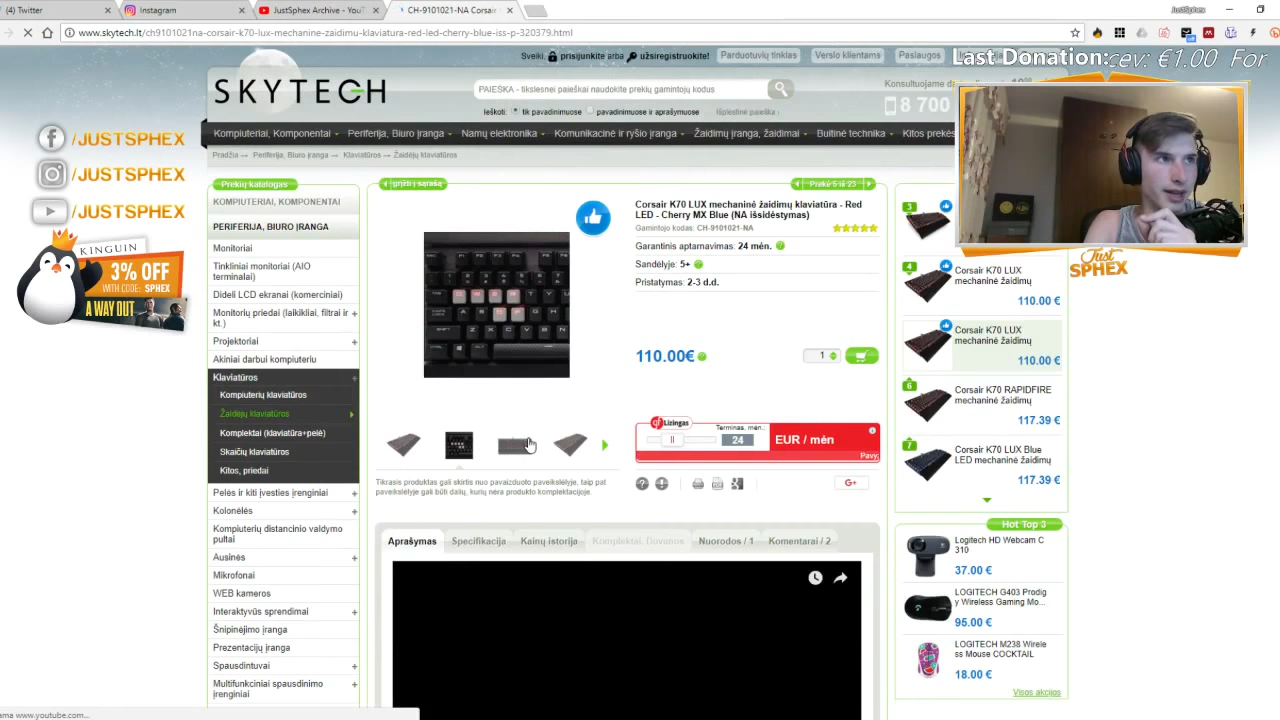 (4) Twitter
Instagram
JustSphex Archive - YouT
CH-9101021-NA Corsair
JustSphex
www.skytech.lt/ch9101021na-corsair-k70-lux-mechanine-zaidimu-klaviatura-red-led-cherry-blue-iss-p-320379.html
Sveiki, prisijunkite arba užsiregistruokite!
Parduotuvių tinklas
Verslo klientams
Paslaugos
Last Donation:
cev: €1.00 For
SKYTECH
PAIEŠKA - tikslesnei paieškai naudokite prekių gamintojų kodus
Ieškoti:
tik pavadinimuose
pavadinimuose ir aprašymuose
Išplėstinė paieška
Konsultuojame
8 700
Kompiuteriai, Komponentai
Periferija, Biuro įranga
Namų elektronika
Komunikacinė ir ryšio įranga
Žaidimų įranga, žaidimai
Buitinė technika
Kitos prekės
Pradžia
Periferija, Biuro įranga
Klaviatūros
Žaidėjų klaviatūros
/JUSTSPHEX
/JUSTSPHEX
/JUSTSPHEX
KINGUIN
3% OFF
WITH CODE: SPHEX
A WAY OUT
Prekių katalogas
KOMPIUTERIAI, KOMPONENTAI
PERIFERIJA, BIURO ĮRANGA
Monitoriai
Tinkliniai monitoriai (AIO
terminalai)
Dideli LCD ekranai (komerciniai)
Monitorių priedai (laikikliai, filtrai ir
kt.)
Projektoriai
Akiniai darbui kompiuteriu
Klaviatūros
Kompiuterių klaviatūros
Žaidėjų klaviatūros
Komplektai (klaviatūra+pelė)
Skaičių klaviatūros
Kitos, priedai
Pelės ir kiti įvesties įrenginiai
Kolonėlės
Kompiuterių distancinio valdymo
pultai
Ausinės
Mikrofonai
WEB kameros
Interaktyvūs sprendimai
Šnipinėjimo įranga
Prezentacijų įranga
Spausdintuvai
Multifunkciniai spausdinimo
įrenginiai
grįžti į sąrašą
Prekė 5 iš 23
Corsair K70 LUX mechaninė žaidimų klaviatūra - Red
LED - Cherry MX Blue (NA išsidėstymas)
Gamintojo kodas: CH-9101021-NA
Garantinis aptarnavimas: 24 mėn.
Sandėlyje: 5+
Pristatymas: 2-3 d.d.
110.00€
1
Lizingas
Terminas, mėn.:
24
EUR / mėn
Pavyz
G+
Tikrasis produktas gali skirtis nuo pavaizduoto paveikslėlyje, taip pat
paveikslėlyje gali būti dalių, kurių nėra produkto komplektacijoje.
Aprašymas
Specifikacija
Kainų istorija
Komplektai, Dovanos
Nuorodos / 1
Komentarai / 2
3
4
Corsair K70 LUX
mechaninė žaidimų
110.00 €
Corsair K70 LUX
mechaninė žaidimų
110.00 €
6
Corsair K70 RAPIDFIRE
mechaninė žaidimų
117.39 €
7
Corsair K70 LUX Blue
LED mechaninė žaidimų
117.39 €
Hot Top 3
Logitech HD Webcam C
310
37.00 €
LOGITECH G403 Prodig
y Wireless Gaming Mo...
95.00 €
LOGITECH M238 Wirele
ss Mouse COCKTAIL
18.00 €
Visos akcijos
Just
SPHEX
ama www.youtube.com...